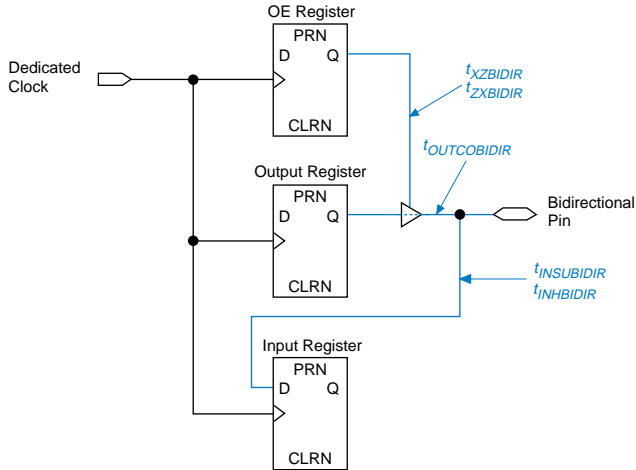 OE Register
PRN
D Q
CLRN
Dedicated
Clock
tXZBIDIR
tZXBIDIR
tOUTCOBIDIR
Output Register
PRN
D Q
CLRN
Bidirectional
Pin
tINSUBIDIR
tINHBIDIR
Input Register
PRN
D Q
CLRN